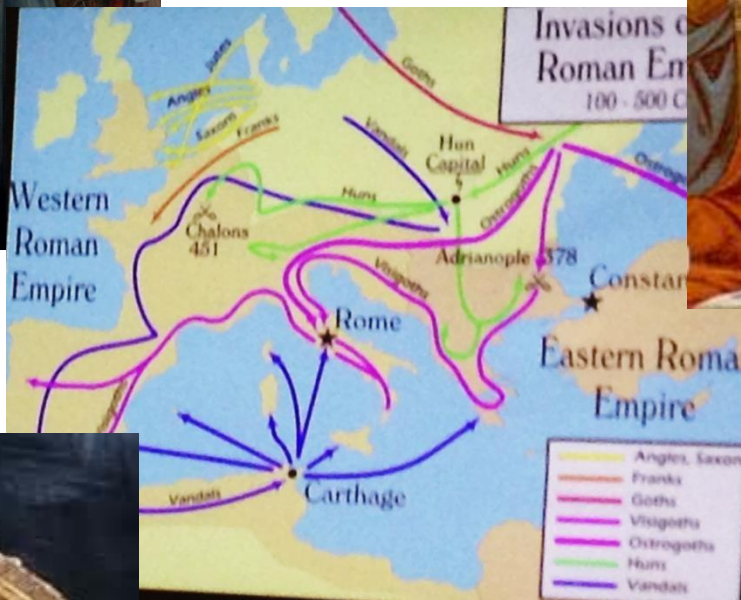 Invasions o
Roman Em
100 - 500 C
Jutes
Angles
Saxons
Franks
Goths
Vandals
Hun
Capital
Huns
Huns
Ostrogoths
Ostrogo
Western
Roman
Empire
Chalons
451
Adrianople 378
Visigoths
Constan
Rome
Eastern Roma
Empire
Carthage
Vandals
Angles, Saxon
Franks
Goths
Visigoths
Ostrogoths
Huns
Vandals